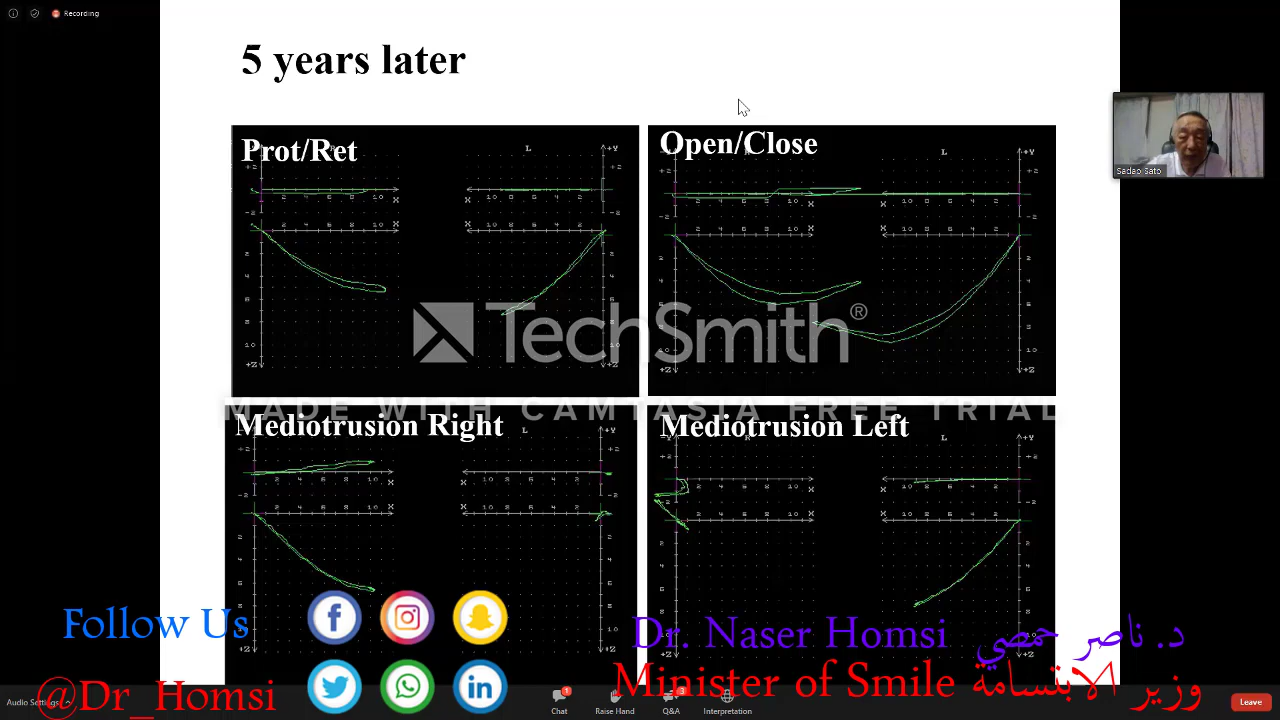 Recording
5 years later
Sadao Sato
Prot/Ret
Open/Close
TechSmith®
MADE WITH CAMTASIA FREE TRIAL
Mediotrusion Right
Mediotrusion Left
Follow Us
@Dr_Homsi
Dr. Naser Homsi د. ناصر حمصي
Minister of Smile وزير الابتسامة
Audio Settings
Chat
Raise Hand
Q&A
Interpretation
Leave